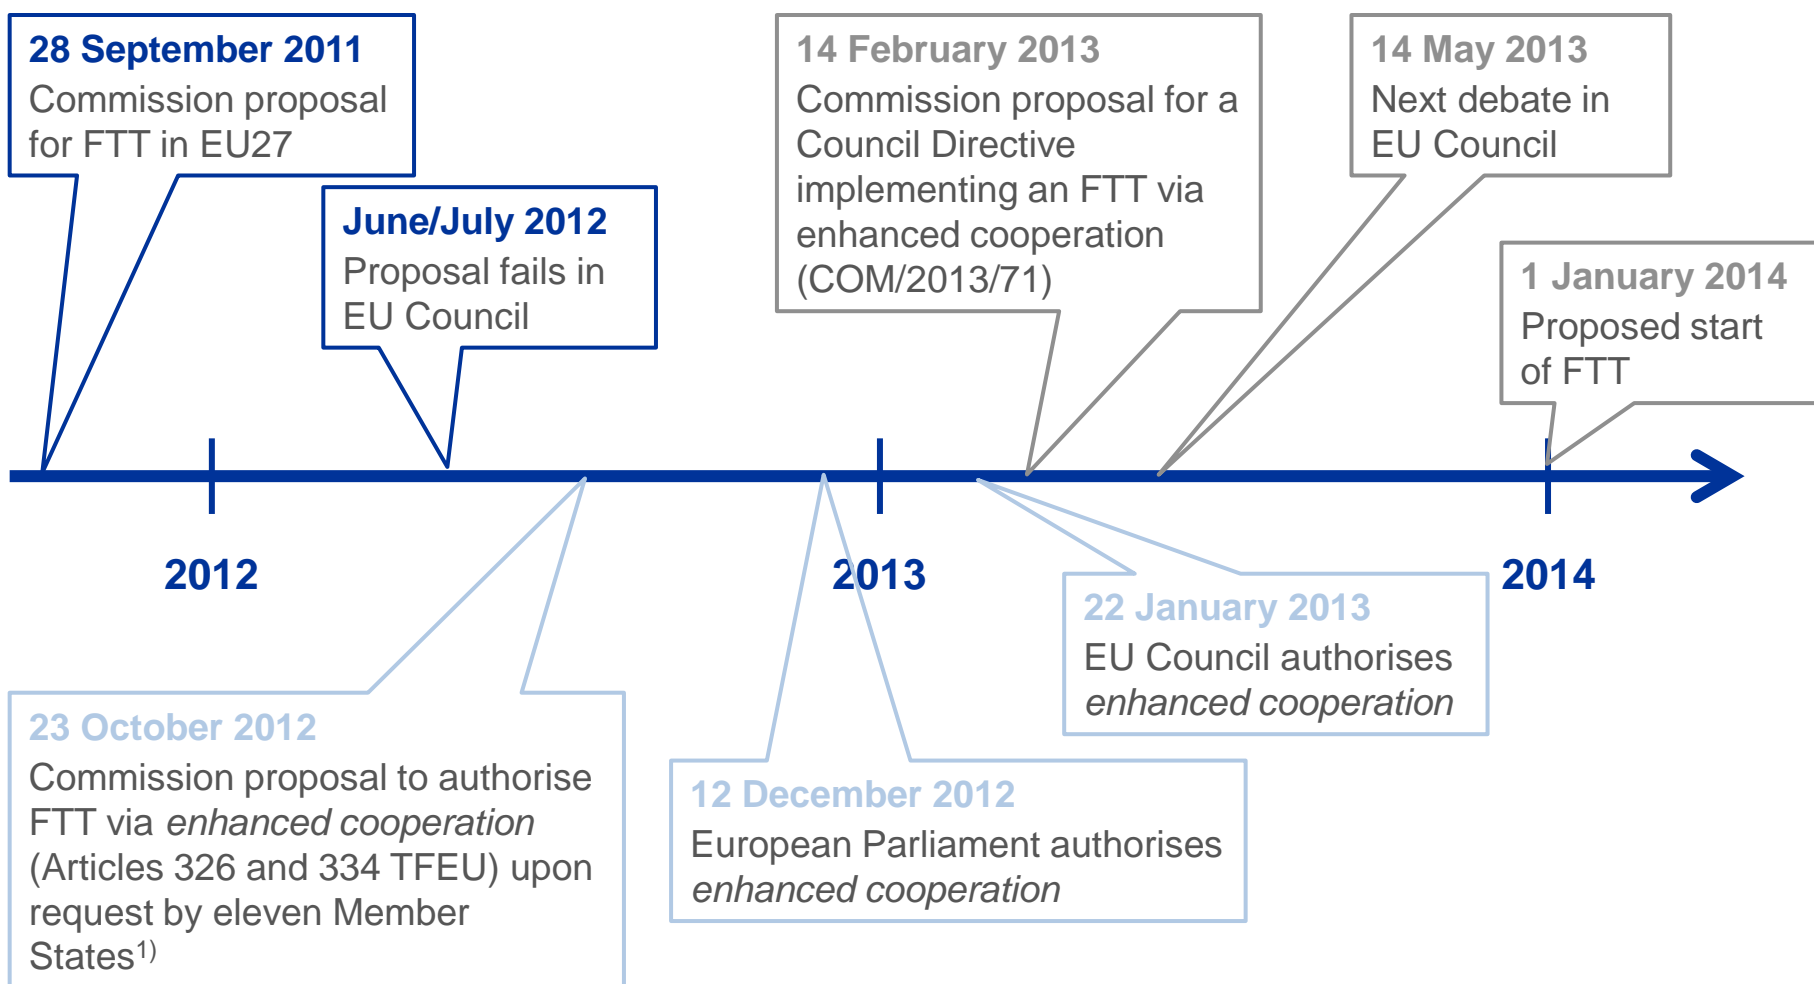 28 September 2011
Commission proposal
for FTT in EU27
June/July 2012
Proposal fails in
EU Council
14 February 2013
Commission proposal for a
Council Directive
implementing an FTT via
enhanced cooperation
(COM/2013/71)
14 May 2013
Next debate in
EU Council
1 January 2014
Proposed start
of FTT
2012
2013
2014
23 October 2012
Commission proposal to authorise
FTT via enhanced cooperation
(Articles 326 and 334 TFEU) upon
request by eleven Member
States1)
12 December 2012
European Parliament authorises
enhanced cooperation
22 January 2013
EU Council authorises
enhanced cooperation